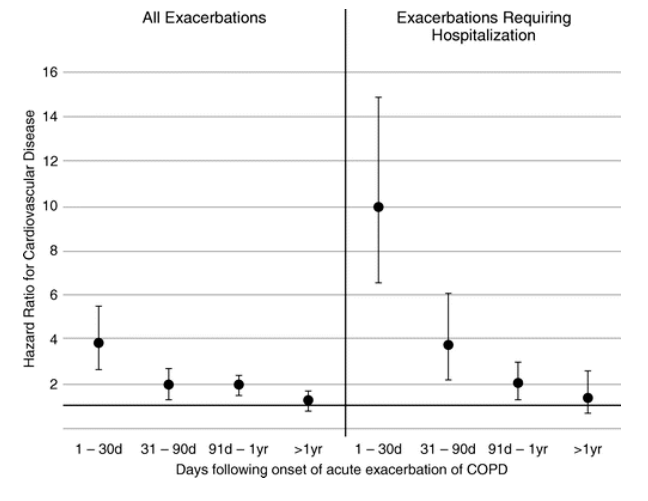 All Exacerbations
Exacerbations Requiring
Hospitalization
Hazard Ratio for Cardiovascular Disease
16
14
12
10
8
6
4
2
1 – 30d 31 – 90d 91d – 1yr >1yr 1 – 30d 31 – 90d 91d – 1yr >1yr
Days following onset of acute exacerbation of COPD